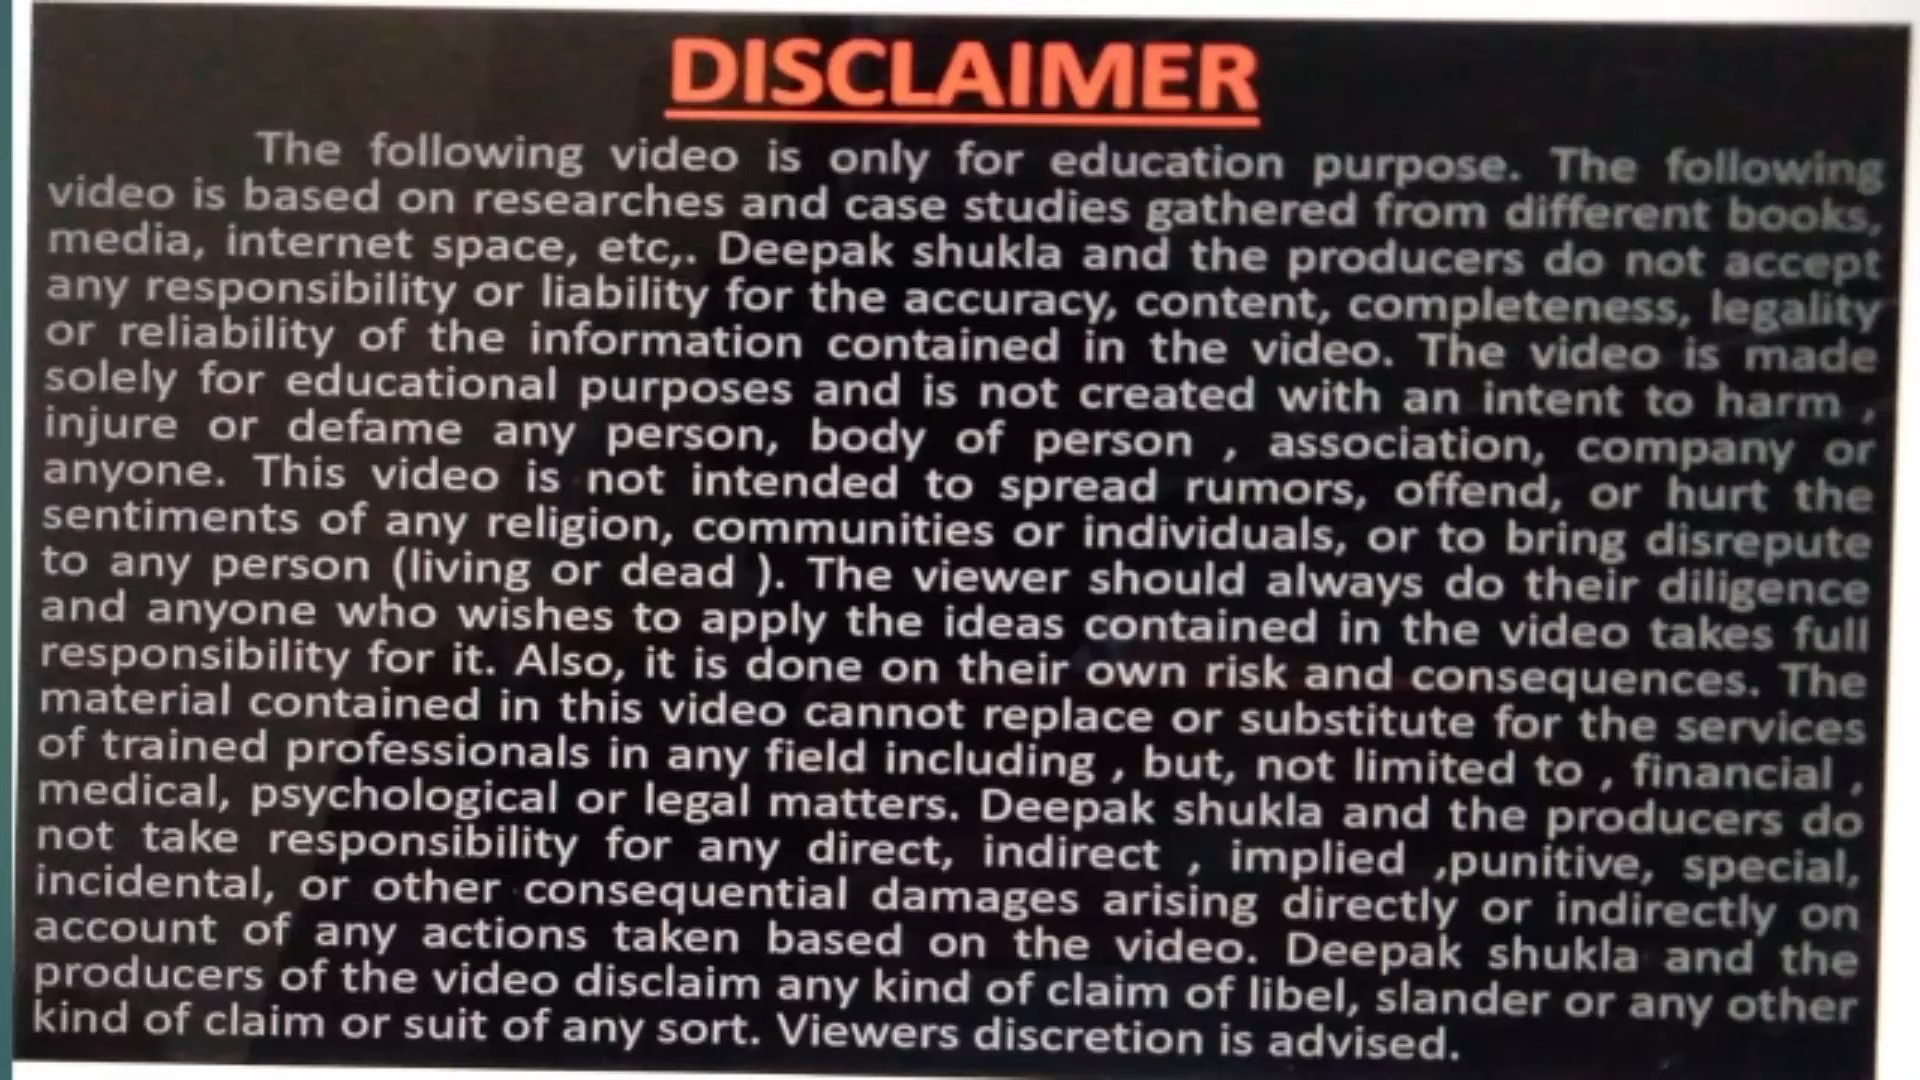 DISCLAIMER
The following video is only for education purpose. The following
video is based on researches and case studies gathered from different books,
media, internet space, etc,. Deepak shukla and the producers do not accept
any responsibility or liability for the accuracy, content, completeness, legality
or reliability of the information contained in the video. The video is made
solely for educational purposes and is not created with an intent to harm ,
injure or defame any person, body of person , association, company or
anyone. This video is not intended to spread rumors, offend, or hurt the
sentiments of any religion, communities or individuals, or to bring disrepute
to any person (living or dead ). The viewer should always do their diligence
and anyone who wishes to apply the ideas contained in the video takes full
responsibility for it. Also, it is done on their own risk and consequences. The
material contained in this video cannot replace or substitute for the services
of trained professionals in any field including , but, not limited to , financial ,
medical, psychological or legal matters. Deepak shukla and the producers do
not take responsibility for any direct, indirect , implied ,punitive, special,
incidental, or other consequential damages arising directly or indirectly on
account of any actions taken based on the video. Deepak shukla and the
producers of the video disclaim any kind of claim of libel, slander or any other
kind of claim or suit of any sort. Viewers discretion is advised.